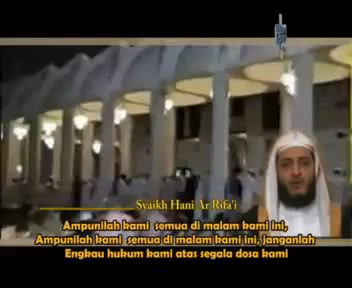 Syaikh Hani Ar Rifa'i
Ampunilah kami semua di malam kami ini,
Ampunilah kami semua di malam kami ini, janganlah
Engkau hukum kami atas segala dosa kami